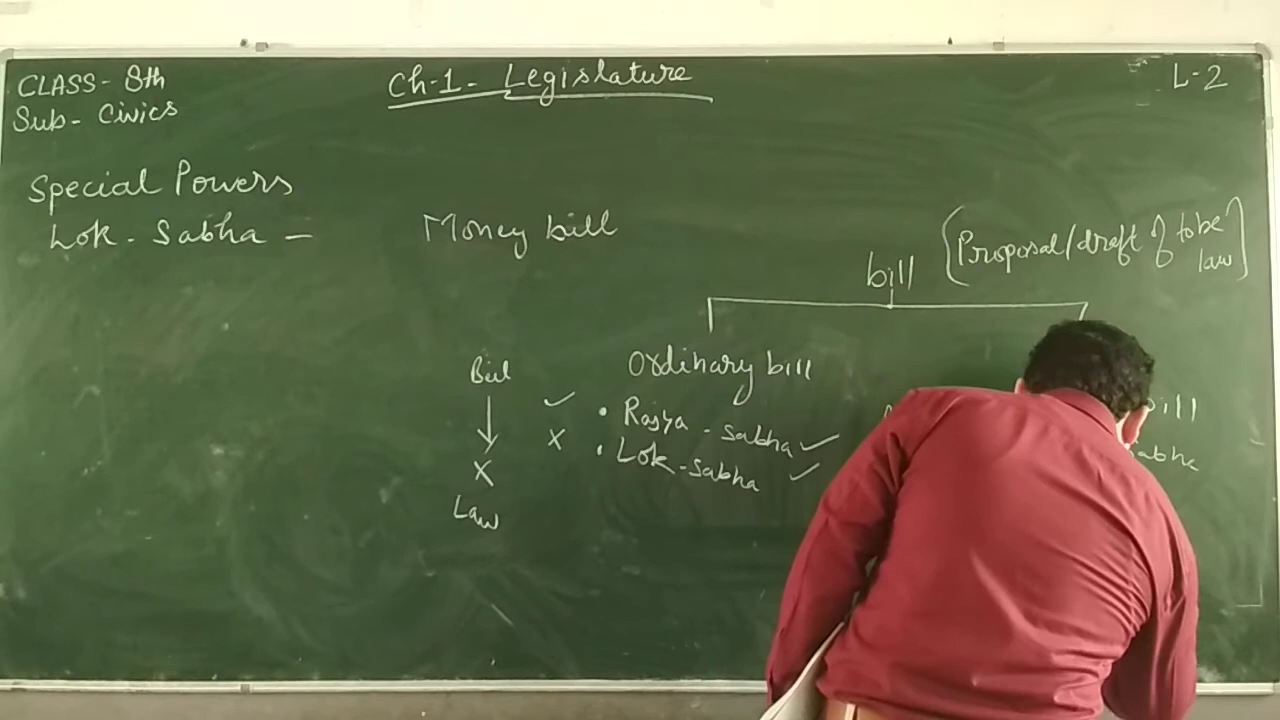 CLASS- 8th
Sub- Civics
Ch-1- Legislature
L-2
Special Powers
Lok-Sabha -
Money bill
bill
[Proposal/draft of to be
law]
Bill
↓
X
Law
✓
X
Ordinary bill
• Rajya-Sabha ✓
• Lok-Sabha ✓
bill
sabha